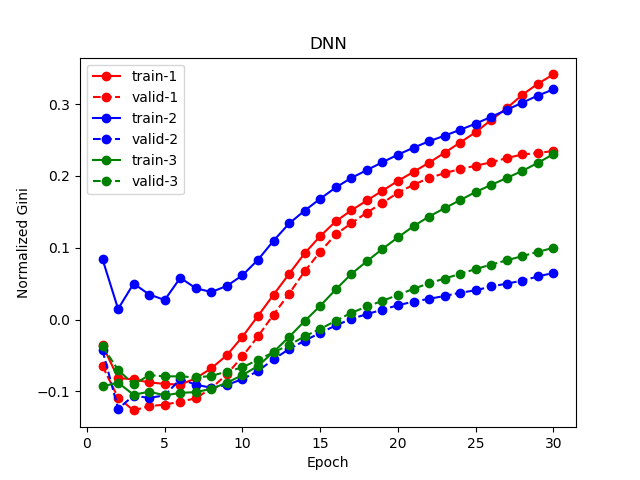 DNN
train-1
valid-1
train-2
valid-2
train-3
valid-3
Normalized Gini
0.3
0.2
0.1
0.0
−0.1
0 5 10 15 20 25 30
Epoch